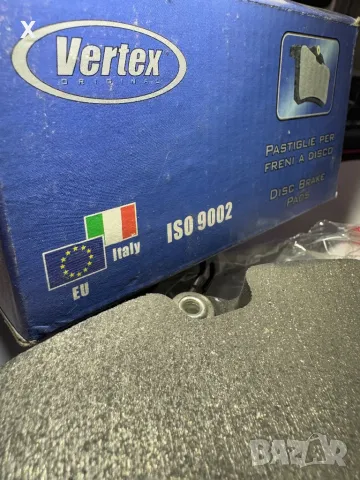 x
Vertex
ORIGINAL
PASTIGLIE PER
FRENI A DISCO
DISC BRAKE
PADS
ISO 9002
Italy
EU
BAZAR